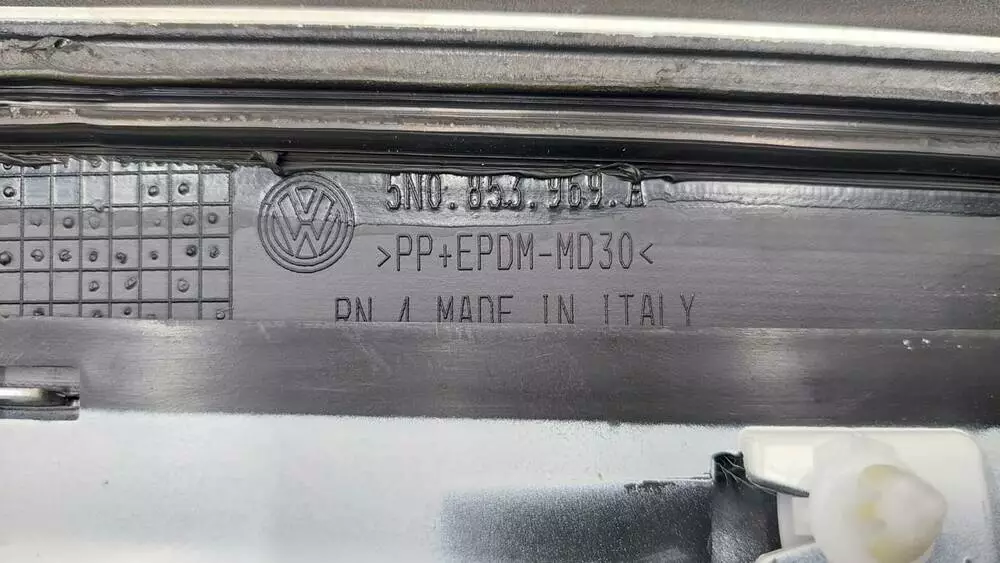 5N0.853.969.A
>PP+EPDM-MD30<
RN 4 MADE IN ITALY